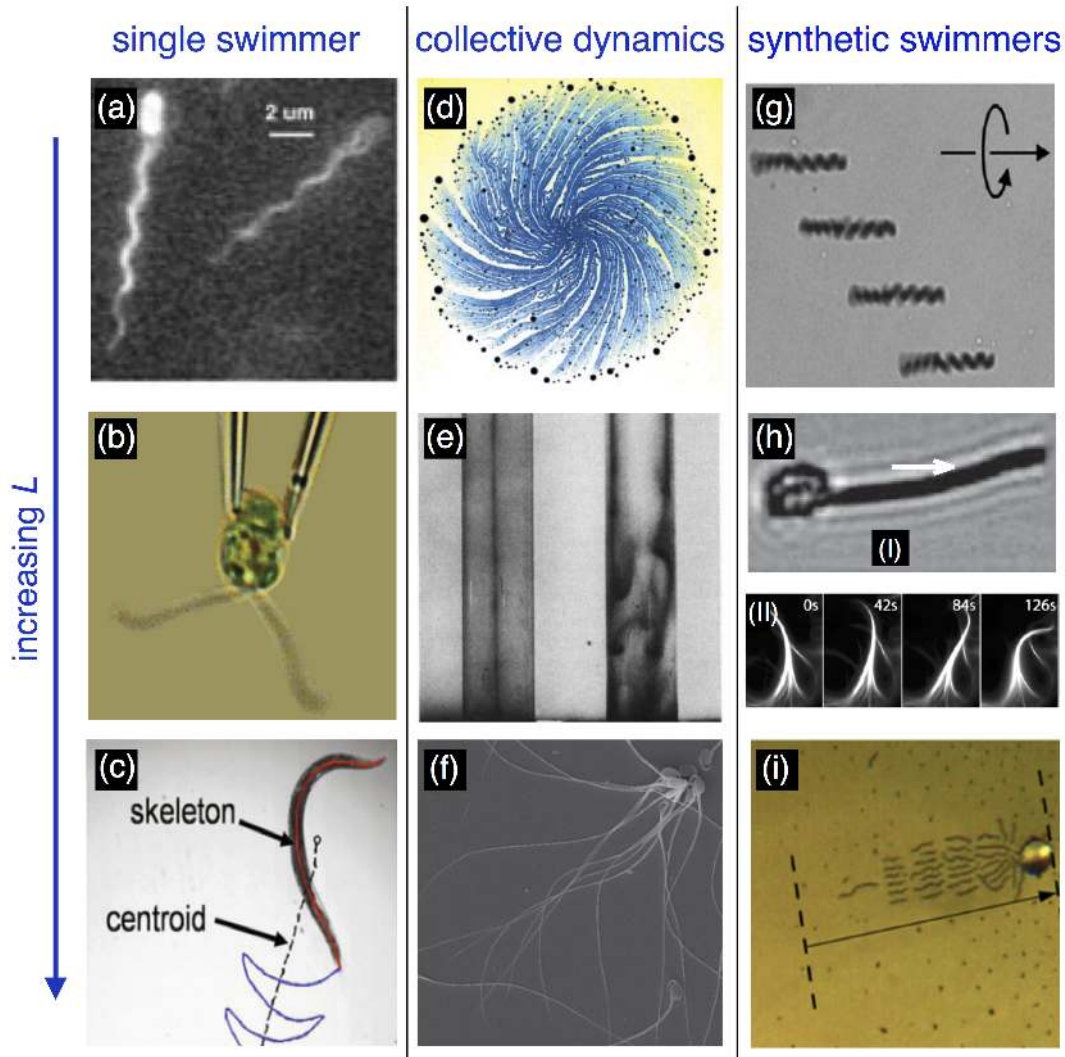 single swimmer
collective dynamics
synthetic swimmers
increasing L
(a)
2 um
(b)
(c)
skeleton
centroid
(d)
(e)
(f)
(g)
(h)
(I)
(II)
0s
42s
84s
126s
(i)